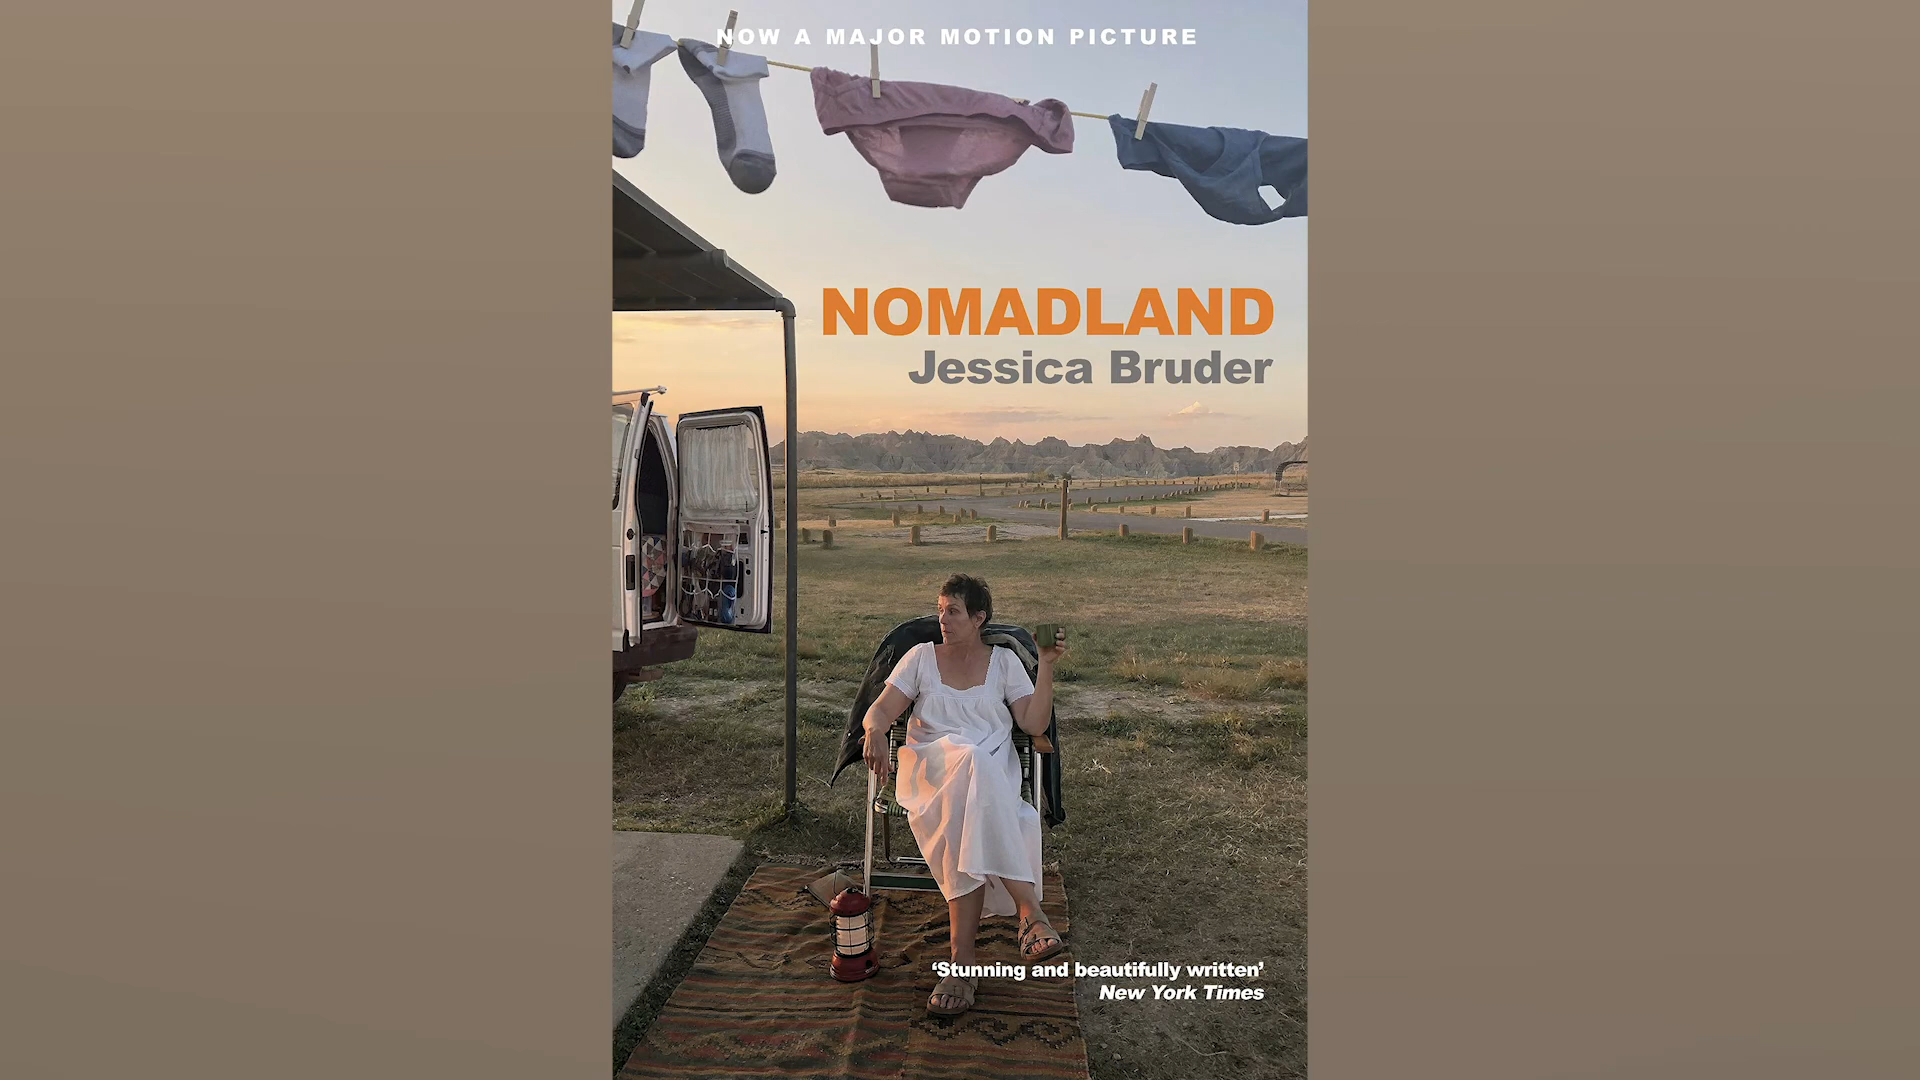 NOW A MAJOR MOTION PICTURE
NOMADLAND
Jessica Bruder
‘Stunning and beautifully written’
New York Times